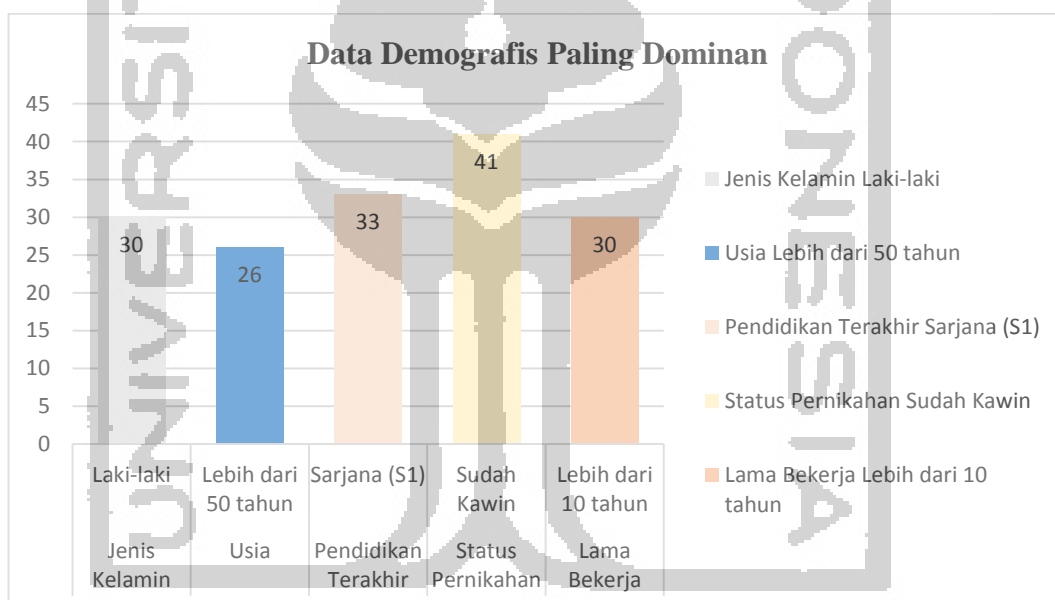 Data Demografis Paling Dominan
45
40
35
30
25
20
15
10
5
0
30
26
33
41
30
Laki-laki
Lebih dari
50 tahun
Sarjana (S1)
Sudah
Kawin
Lebih dari
10 tahun
Jenis
Kelamin
Usia
Pendidikan
Terakhir
Status
Pernikahan
Lama
Bekerja
Jenis Kelamin Laki-laki
Usia Lebih dari 50 tahun
Pendidikan Terakhir Sarjana (S1)
Status Pernikahan Sudah Kawin
Lama Bekerja Lebih dari 10
tahun
UNIVERSIT
ONESIA